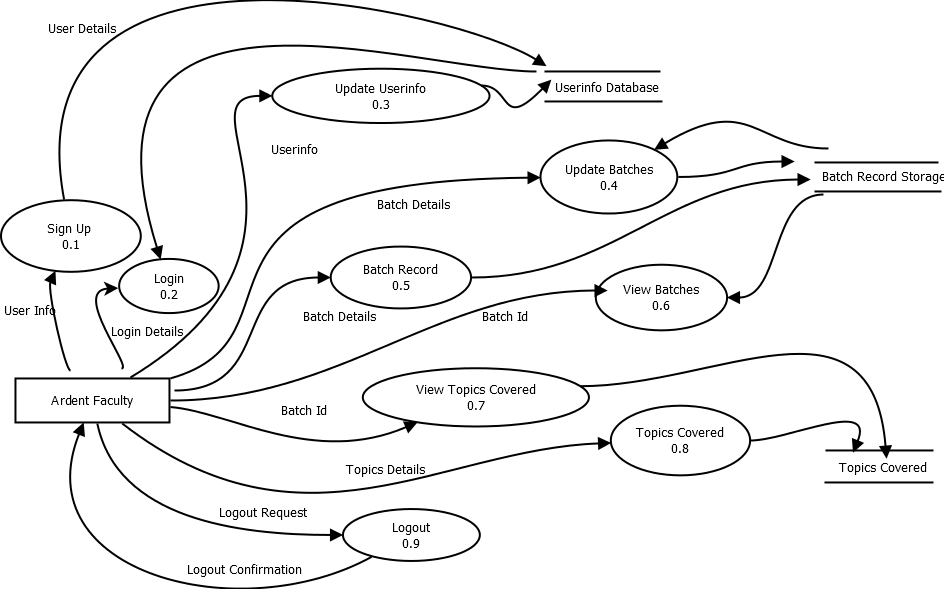 User Details
Update Userinfo
0.3
Userinfo Database
Userinfo
Update Batches
0.4
Batch Record Storage
Batch Details
Sign Up
0.1
Login
0.2
Batch Record
0.5
View Batches
0.6
User Info
Login Details
Batch Details
Batch Id
Ardent Faculty
View Topics Covered
0.7
Batch Id
Topics Covered
0.8
Topics Details
Topics Covered
Logout Request
Logout
0.9
Logout Confirmation